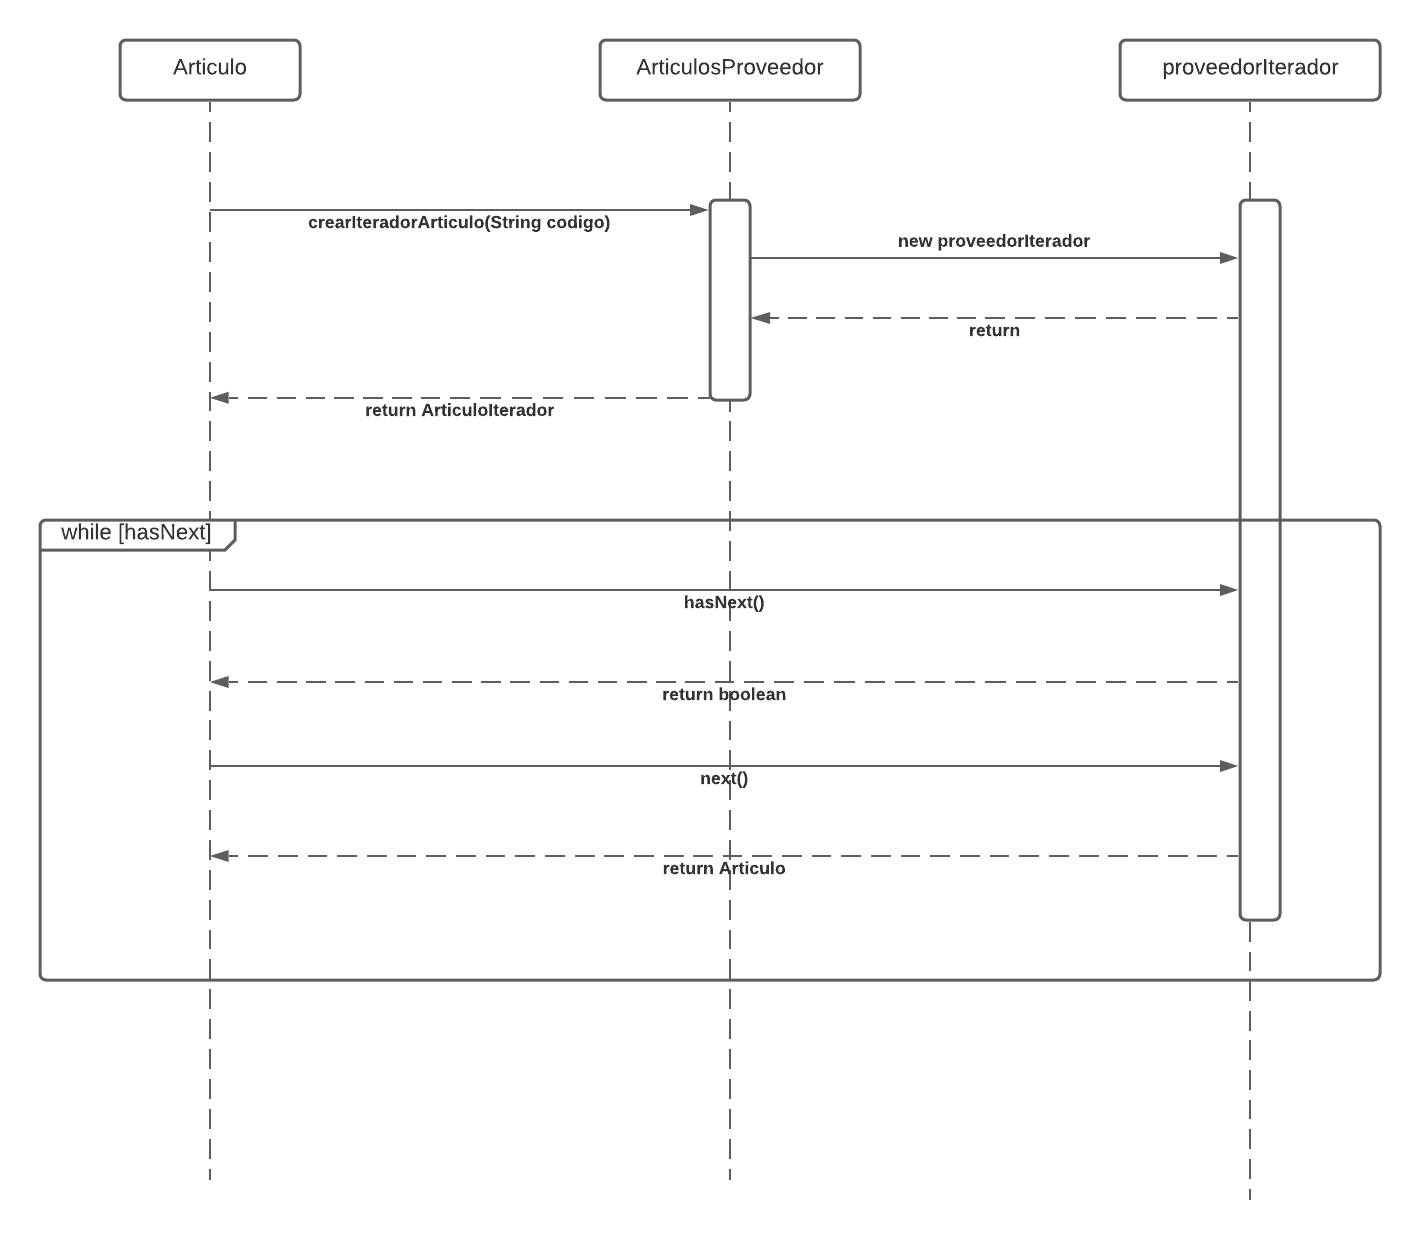 Articulo
ArticulosProveedor
proveedorIterador
crearIteradorArticulo(String codigo)
new proveedorIterador
return
return ArticuloIterador
while [hasNext]
hasNext()
return boolean
next()
return Articulo